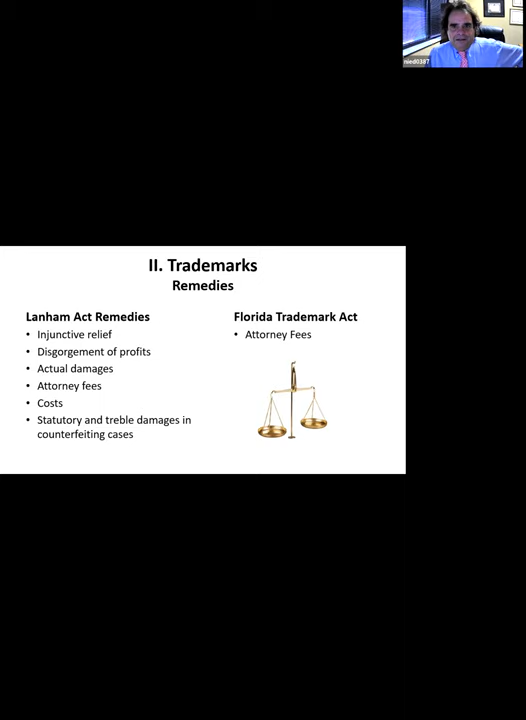 nied0387
II. Trademarks
Remedies
Lanham Act Remedies
• Injunctive relief
• Disgorgement of profits
• Actual damages
• Attorney fees
• Costs
• Statutory and treble damages in
counterfeiting cases
Florida Trademark Act
• Attorney Fees